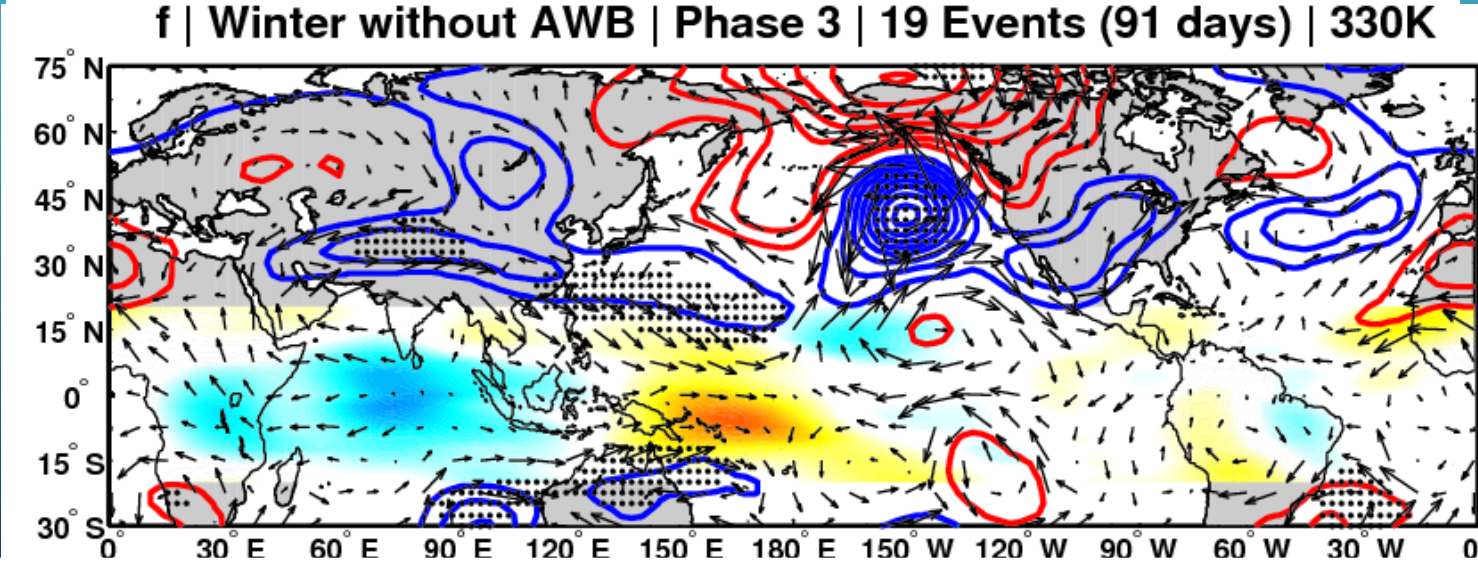 f | Winter without AWB | Phase 3 | 19 Events (91 days) | 330K
75° N
60° N
45° N
30° N
15° N
0°
15° S
30° S
0° 30° E 60° E 90° E 120° E 150° E 180° E 150° W 120° W 90° W 60° W 30° W 0